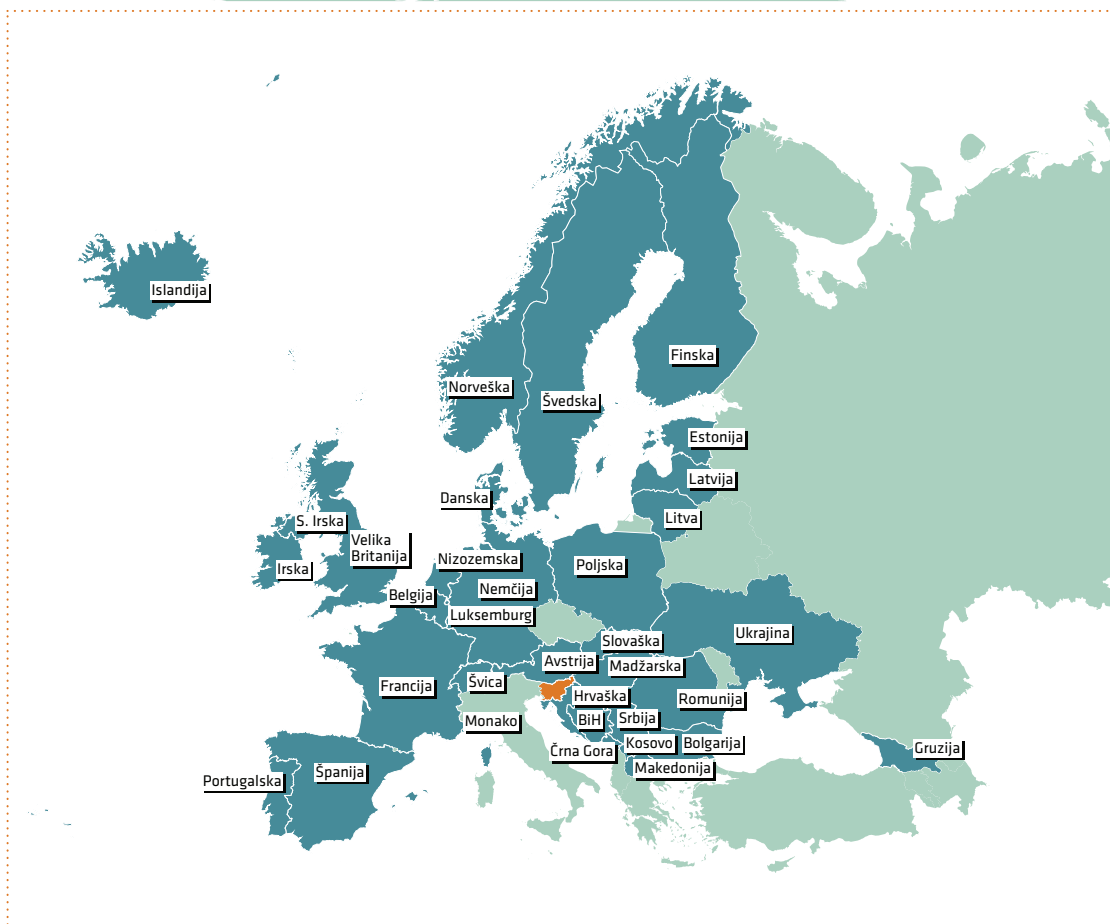 Islandija
Finska
Norveška
Švedska
Estonija
Latvija
Danska
Litva
S. Irska
Velika
Britanija
Irska
Nizozemska
Poljska
Nemčija
Belgija
Luksemburg
Ukrajina
Slovaška
Avstrija
Madžarska
Švica
Francija
Hrvaška
Romunija
Monako
BiH
Srbija
Črna Gora
Kosovo
Bolgarija
Gruzija
Makedonija
Španija
Portugalska